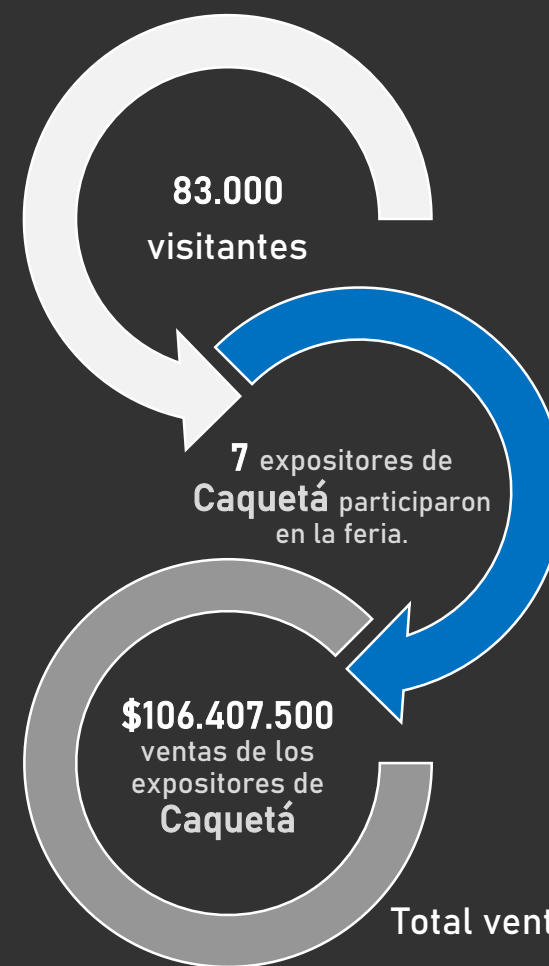 83.000
visitantes
7 expositores de
Caquetá participaron
en la feria.
$106.407.500
ventas de los
expositores de
Caquetá
Total